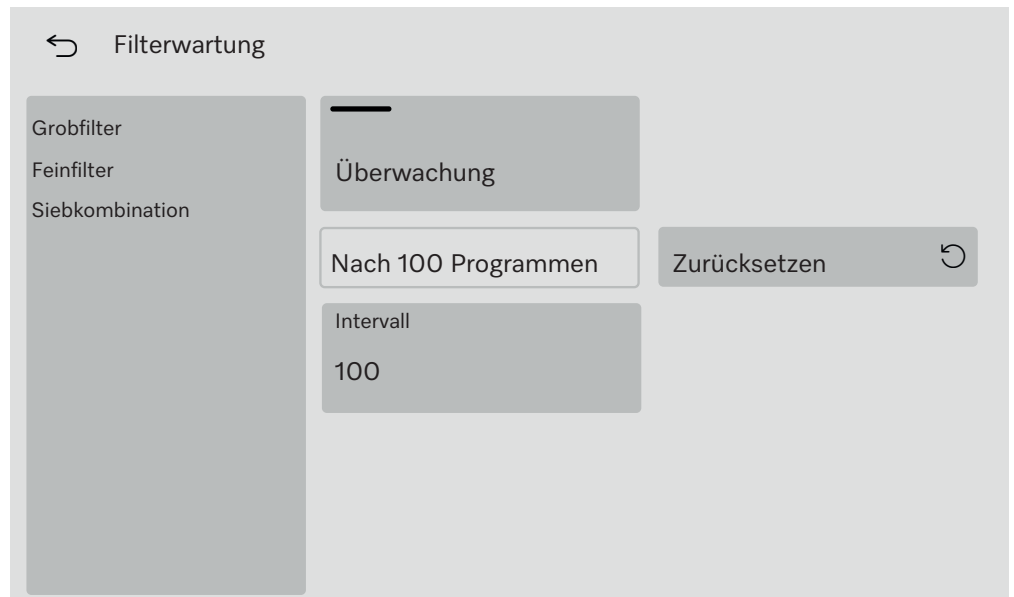 Filterwartung
Grobfilter
Feinfilter
Siebkombination
Überwachung
Nach 100 Programmen
Zurücksetzen
Intervall
100